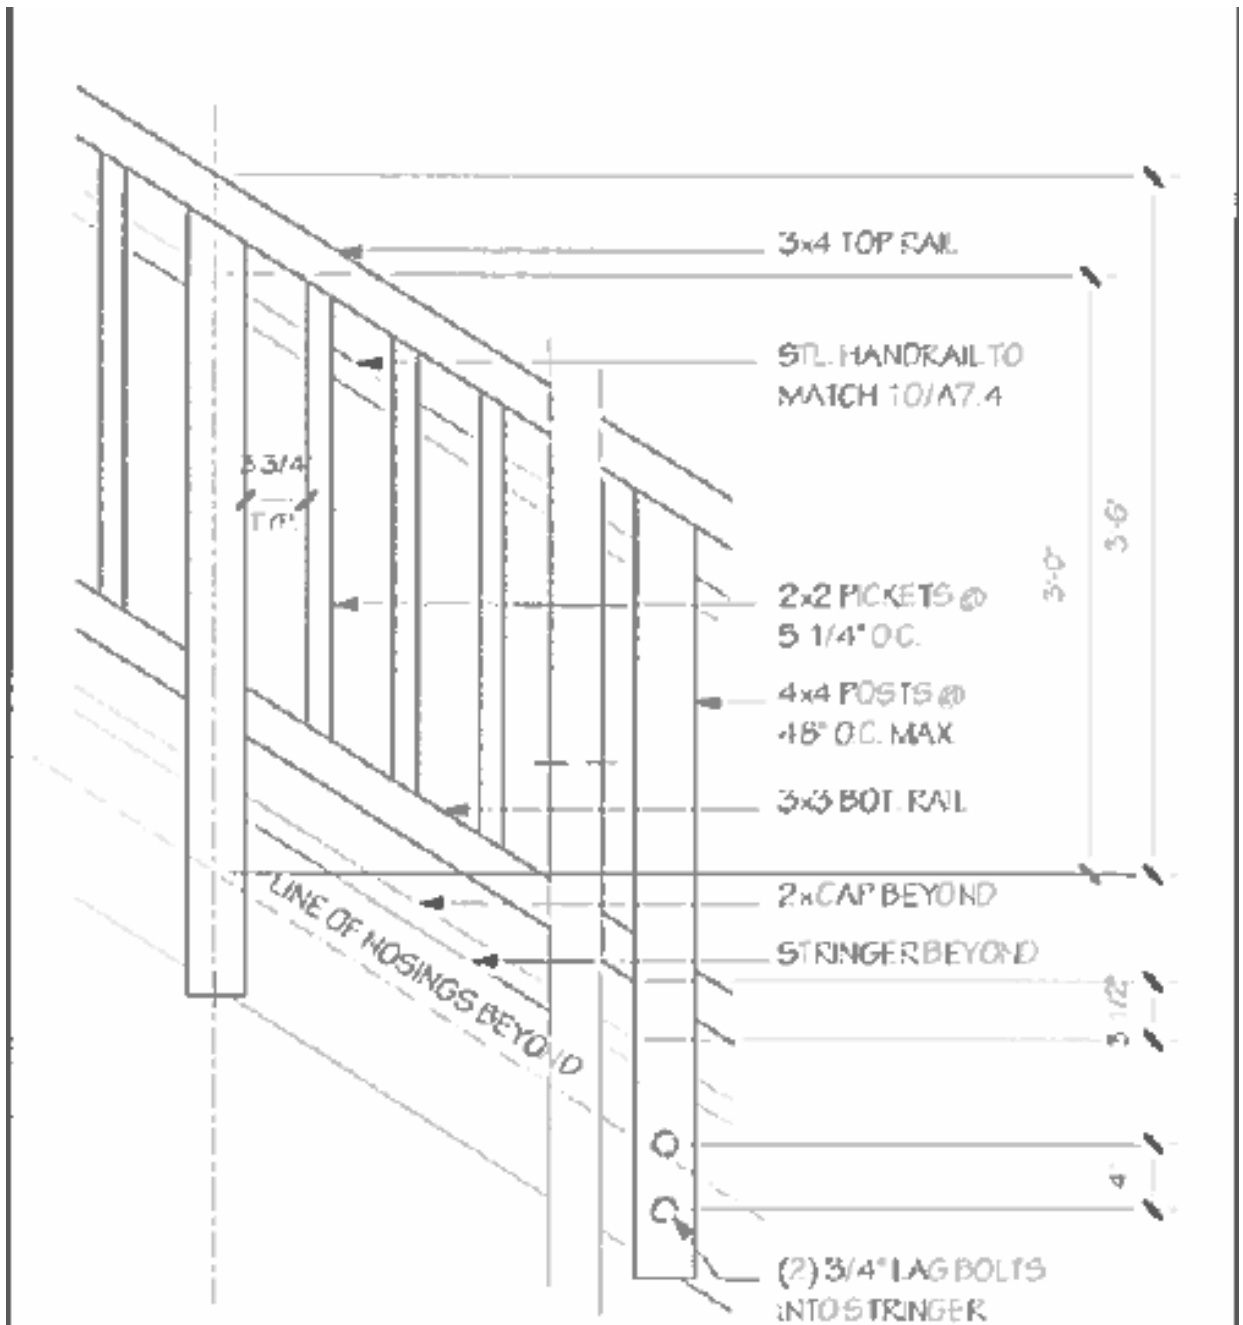 3x4 TOP RAIL
STL. HANDRAIL TO
MATCH 10/A7.4
3 3/4"
TYP.
3'-6"
3'-0"
2x2 PICKETS @
5 1/4" O.C.
4x4 POSTS @
48" O.C. MAX
3x3 BOT. RAIL
2x CAP BEYOND
LINE OF NOSINGS BEYOND
STRINGER BEYOND
3 1/2"
4"
(2) 3/4" LAG BOLTS
INTO STRINGER